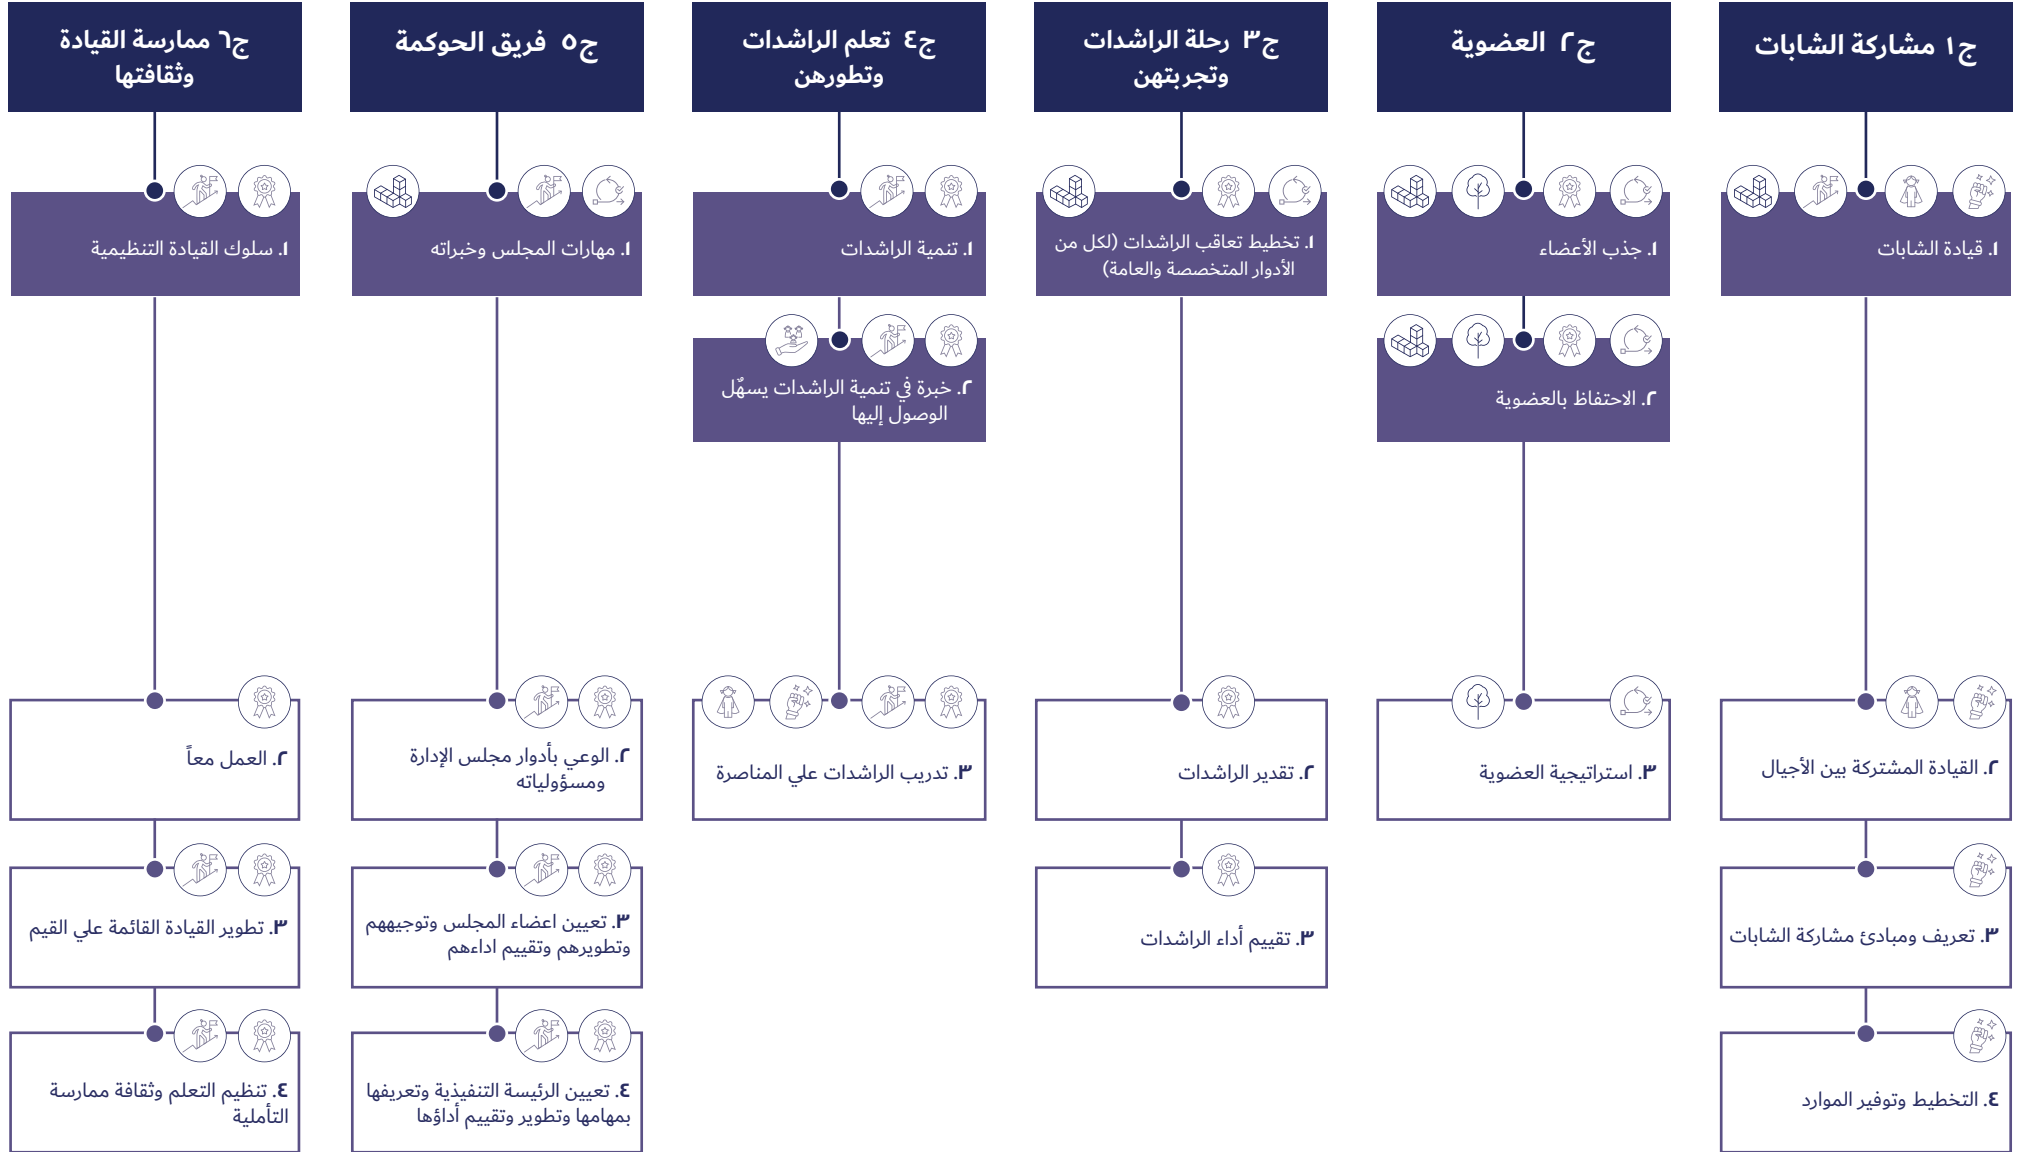 ج١ مشاركة الشابات
١. قيادة الشابات
٢. القيادة المشتركة بين الأجيال
٣. تعريف ومبادئ مشاركة الشابات
٤. التخطيط وتوفير الموارد
ج٢ العضوية
١. جذب الأعضاء
٢. الاحتفاظ بالعضوية
٣. استراتيجية العضوية
ج٣ رحلة الراشدات
وتجربتهن
١. تخطيط تعاقب الراشدات (لكل من
الأدوار المتخصصة والعامة)
٢. تقدير الراشدات
٣. تقييم أداء الراشدات
ج٤ تعلم الراشدات
وتطورهن
١. تنمية الراشدات
٢. خبرة في تنمية الراشدات يسهٌل
الوصول إليها
٣. تدريب الراشدات علي المناصرة
ج٥ فريق الحوكمة
١. مهارات المجلس وخبراته
٢. الوعي بأدوار مجلس الإدارة
ومسؤولياته
٣. تعيين اعضاء المجلس وتوجيههم
وتطويرهم وتقييم اداءهم
٤. تعيين الرئيسة التنفيذية وتعريفها
بمهامها وتطوير وتقييم أداؤها
ج٦ ممارسة القيادة
وثقافتها
١. سلوك القيادة التنظيمية
٢. العمل معاً
٣. تطوير القيادة القائمة علي القيم
٤. تنظيم التعلم وثقافة ممارسة
التأملية